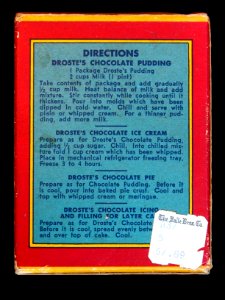 DIRECTIONS
DROSTE'S CHOCOLATE PUDDING
1 Package Droste's Pudding
2 cups Milk (1 pint)
Take contents of package and add gradually
½ cup milk. Heat balance of milk and add
mixture. Stir constantly while cooking until it
thickens. Pour into molds which have been
dipped in cold water. Chill and serve with
plain or whipped cream. For a thinner pud-
ding, add more milk.
DROSTE'S CHOCOLATE ICE CREAM
Prepare as for Droste's Chocolate Pudding,
adding ½ cup sugar. Chill. Into chilled mix-
ture fold 1 cup cream which has been whipped.
Place in mechanical refrigerator freezing tray.
Freeze 3 to 4 hours.
DROSTE'S CHOCOLATE PIE
Prepare as for Chocolate Pudding. Before it
is cool, pour into baked pie crust. Cool and
top with whipped cream or meringue.
DROSTE'S CHOCOLATE ICING
AND FILLING FOR LAYER CAKE
Prepare as for Chocolate
Before it is cool, spread evenly between
and over top of cake. Cool.
The Halle Bros. Co.